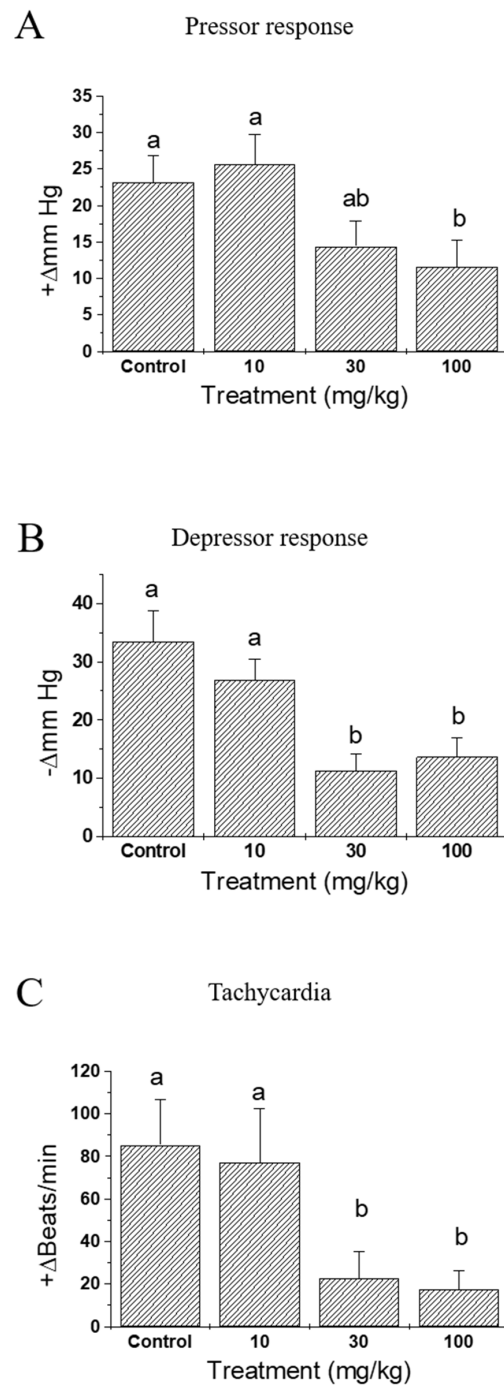 A
Pressor response
35
30
25
20
15
10
5
0
+Δmm Hg
a
a
ab
b
Control 10 30 100
Treatment (mg/kg)
B
Depressor response
40
30
20
10
0
-Δmm Hg
a
a
b
b
Control 10 30 100
Treatment (mg/kg)
C
Tachycardia
120
100
80
60
40
20
0
+ΔBeats/min
a
a
b
b
Control 10 30 100
Treatment (mg/kg)